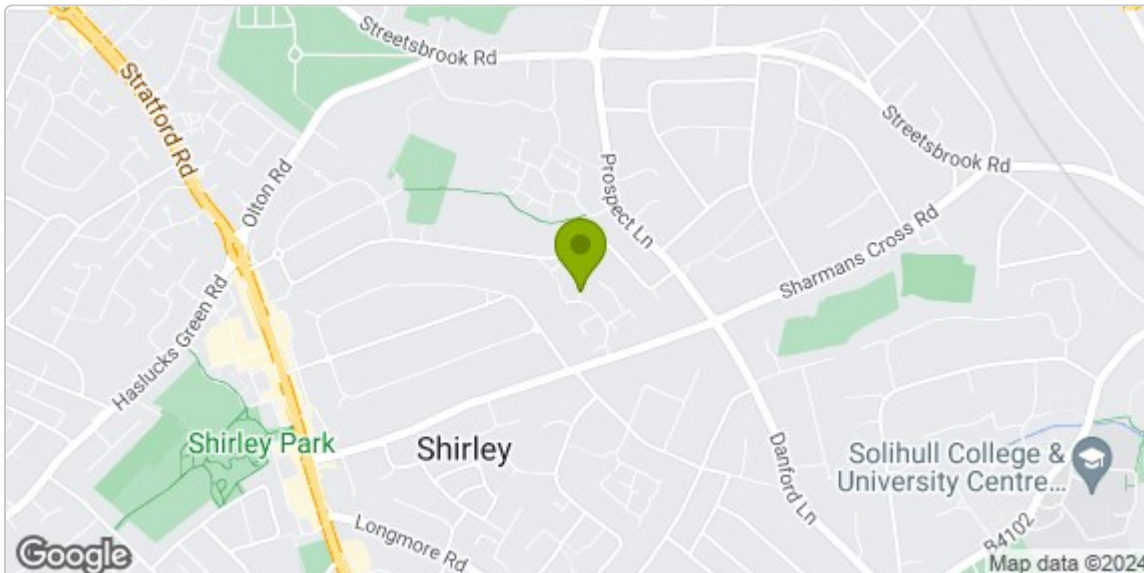 Streetsbrook Rd
Stratford Rd
Olton Rd
Streetsbrook Rd
Prospect Ln
Sharmans Cross Rd
Haslucks Green Rd
Shirley Park
Shirley
Danford Ln
Solihull College &
University Centre...
Longmore Rd
B4102
Google
Map data ©2024